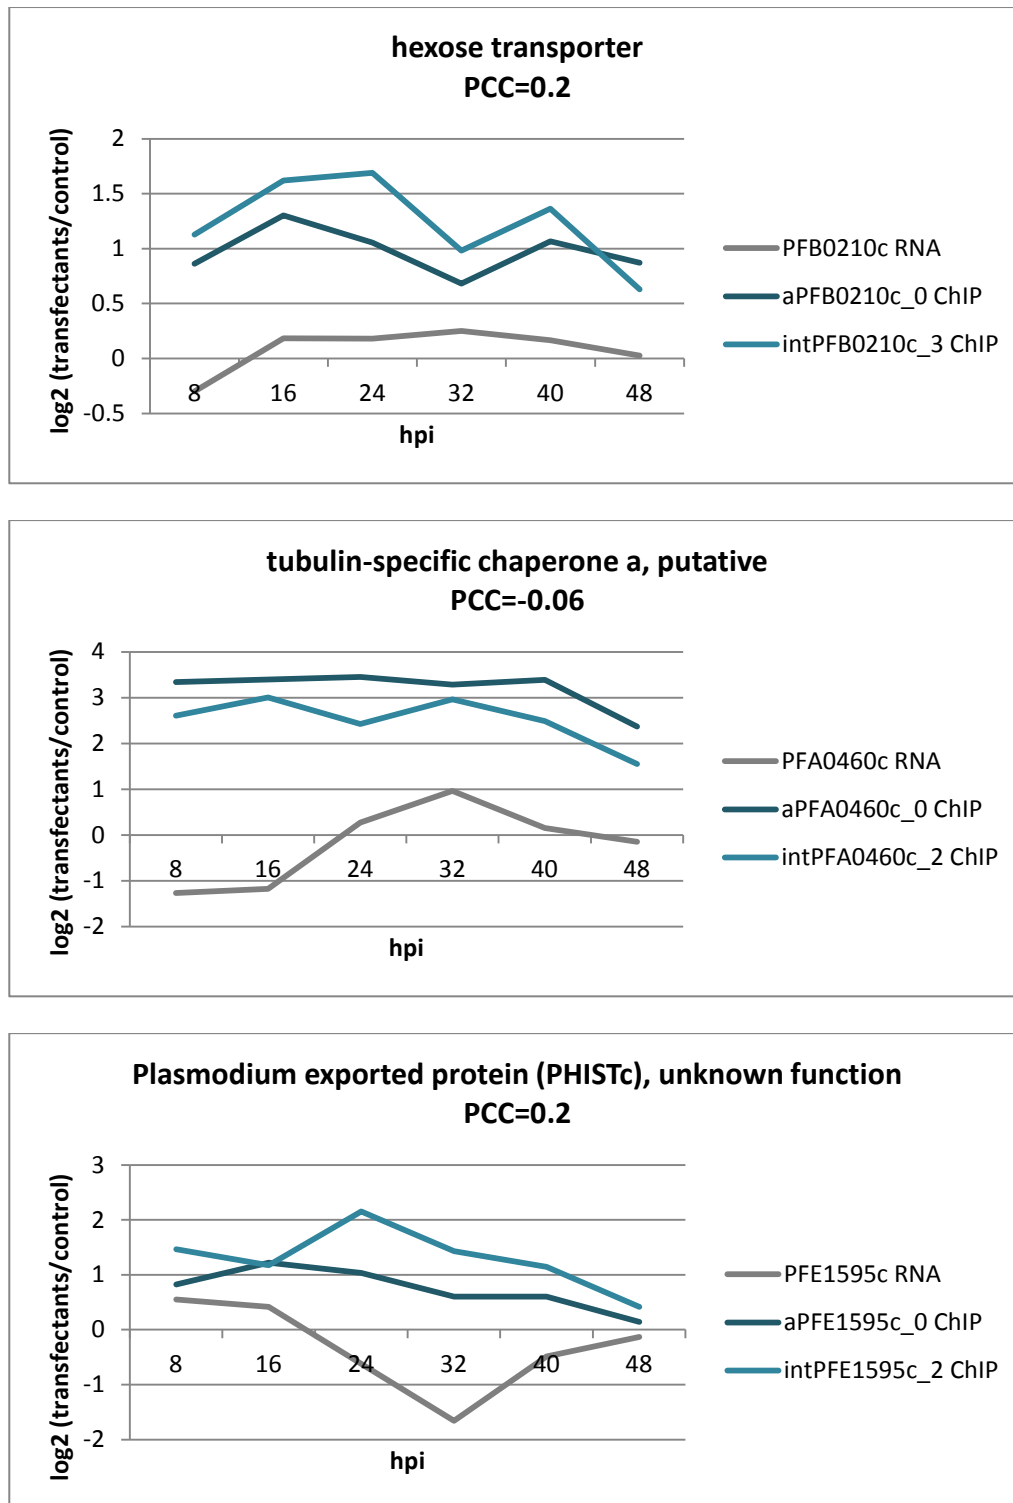 hexose transporter
PCC=0.2
log2 (transfectants/control)
2
1.5
1
0.5
0
-0.5
8 16 24 32 40 48
hpi
PFB0210c RNA
aPFB0210c_0 ChIP
intPFB0210c_3 ChIP
tubulin-specific chaperone a, putative
PCC=-0.06
log2 (transfectants/control)
4
3
2
1
0
-1
-2
8 16 24 32 40 48
hpi
PFA0460c RNA
aPFA0460c_0 ChIP
intPFA0460c_2 ChIP
Plasmodium exported protein (PHISTc), unknown function
PCC=0.2
log2 (transfectants/control)
3
2
1
0
-1
-2
8 16 24 32 40 48
hpi
PFE1595c RNA
aPFE1595c_0 ChIP
intPFE1595c_2 ChIP